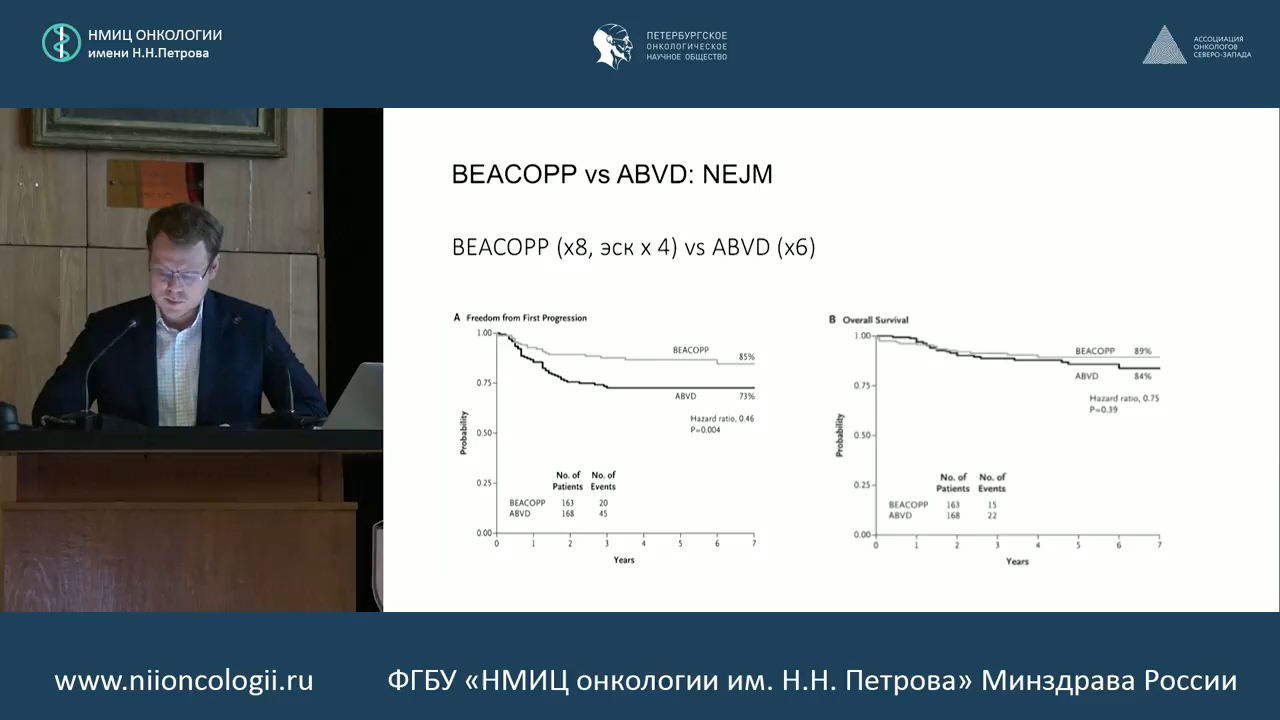 НМИЦ ОНКОЛОГИИ
имени Н.Н.Петрова
ПЕТЕРБУРГСКОЕ
ОНКОЛОГИЧЕСКОЕ
НАУЧНОЕ ОБЩЕСТВО
АССОЦИАЦИЯ
ОНКОЛОГОВ
СЕВЕРО-ЗАПАДА
BEACOPP vs ABVD: NEJM
BEACOPP (x8, эск x 4) vs ABVD (x6)
A Freedom from First Progression
1.00
0.75
0.50
0.25
0.00
Probability
BEACOPP 85%
ABVD 73%
Hazard ratio, 0.46
P=0.004
No. of Patients No. of Events
BEACOPP 163 20
ABVD 168 45
0 1 2 3 4 5 6 7
Years
B Overall Survival
1.00
0.75
0.50
0.25
0.00
Probability
BEACOPP 89%
ABVD 84%
Hazard ratio, 0.75
P=0.39
No. of Patients No. of Events
BEACOPP 163 15
ABVD 168 22
0 1 2 3 4 5 6 7
Years
www.niioncologii.ru
ФГБУ «НМИЦ онкологии им. Н.Н. Петрова» Минздрава России